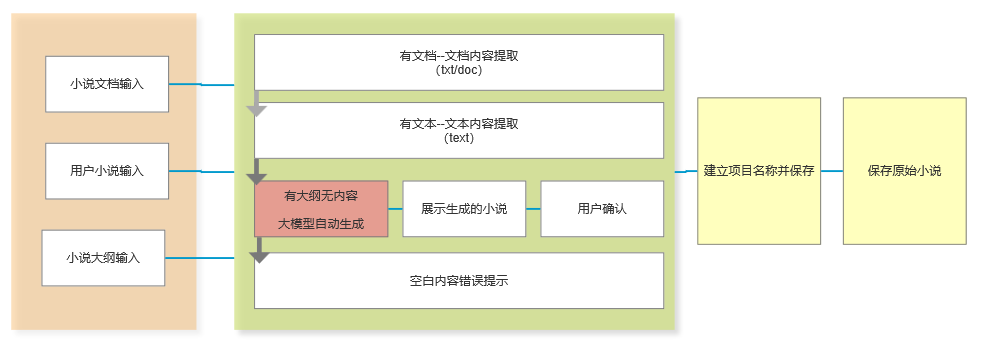 小说文档输入
用户小说输入
小说大纲输入
有文档--文档内容提取
（txt/doc）
有文本--文本内容提取
（text）
有大纲无内容
大模型自动生成
展示生成的小说
用户确认
空白内容错误提示
建立项目名称并保存
保存原始小说